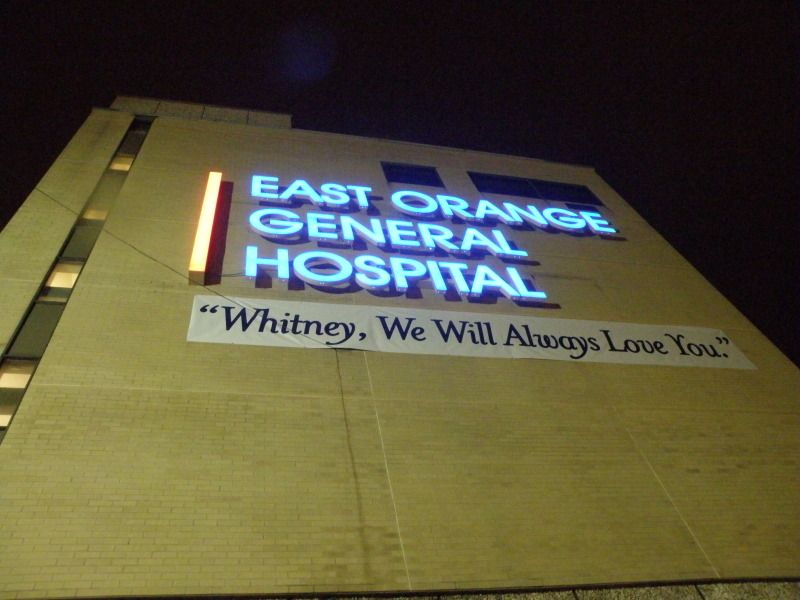 EAST ORANGE
GENERAL
HOSPITAL
“Whitney, We Will Always Love You.”